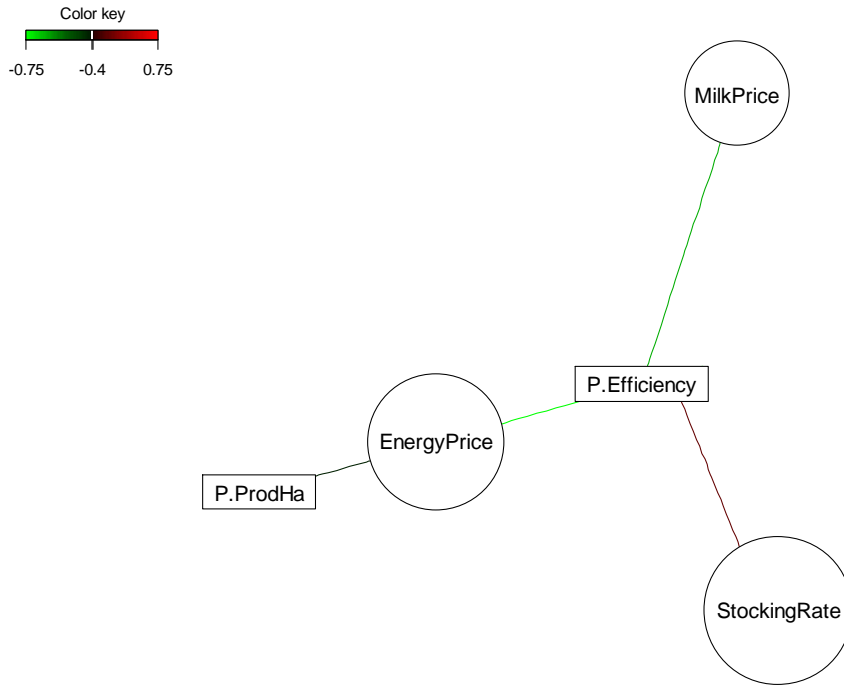 Color key
-0.75 -0.4 0.75
MilkPrice
P.Efficiency
EnergyPrice
P.ProdHa
StockingRate